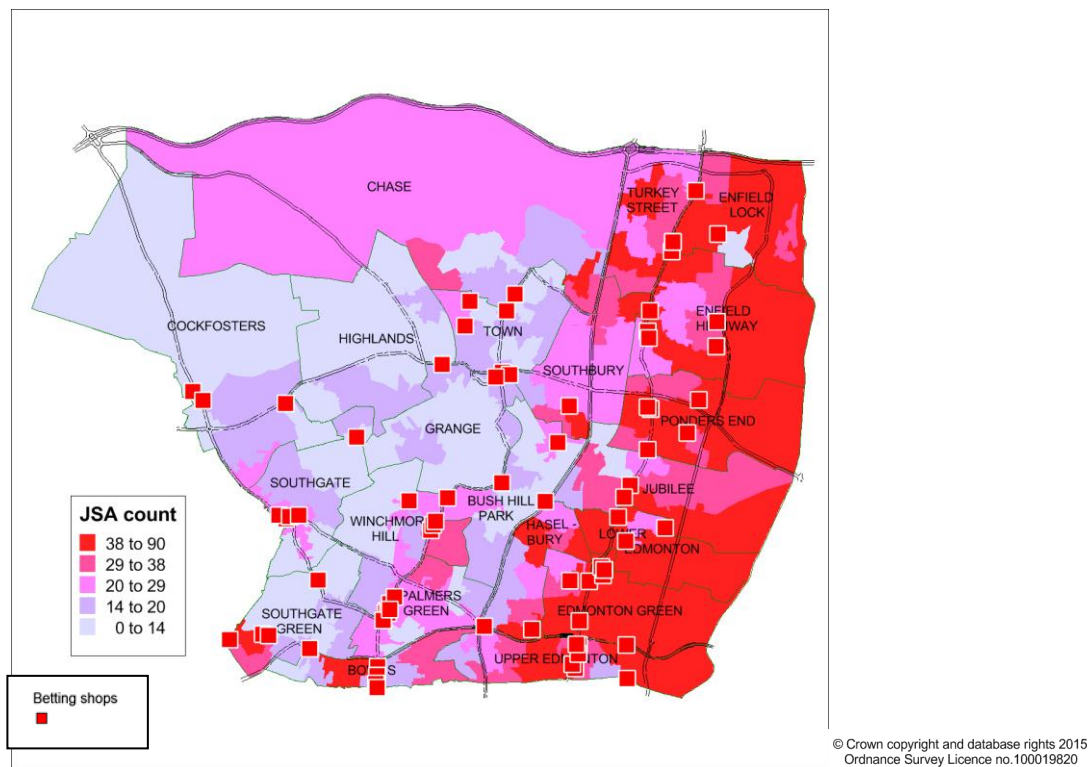 CHASE
TURKEY
STREET
ENFIELD
LOCK
COCKFOSTERS
HIGHLANDS
TOWN
ENFIELD
HIGHWAY
SOUTHBURY
GRANGE
PONDERS END
SOUTHGATE
JUBILEE
BUSH HILL
PARK
WINCHMOR
HILL
HASEL -
BURY
LOWER
EDMONTON
PALMERS
GREEN
SOUTHGATE
GREEN
EDMONTON GREEN
UPPER EDMONTON
JSA count
38 to 90
29 to 38
20 to 29
14 to 20
0 to 14
Betting shops
© Crown copyright and database rights 2015
Ordnance Survey Licence no.100019820